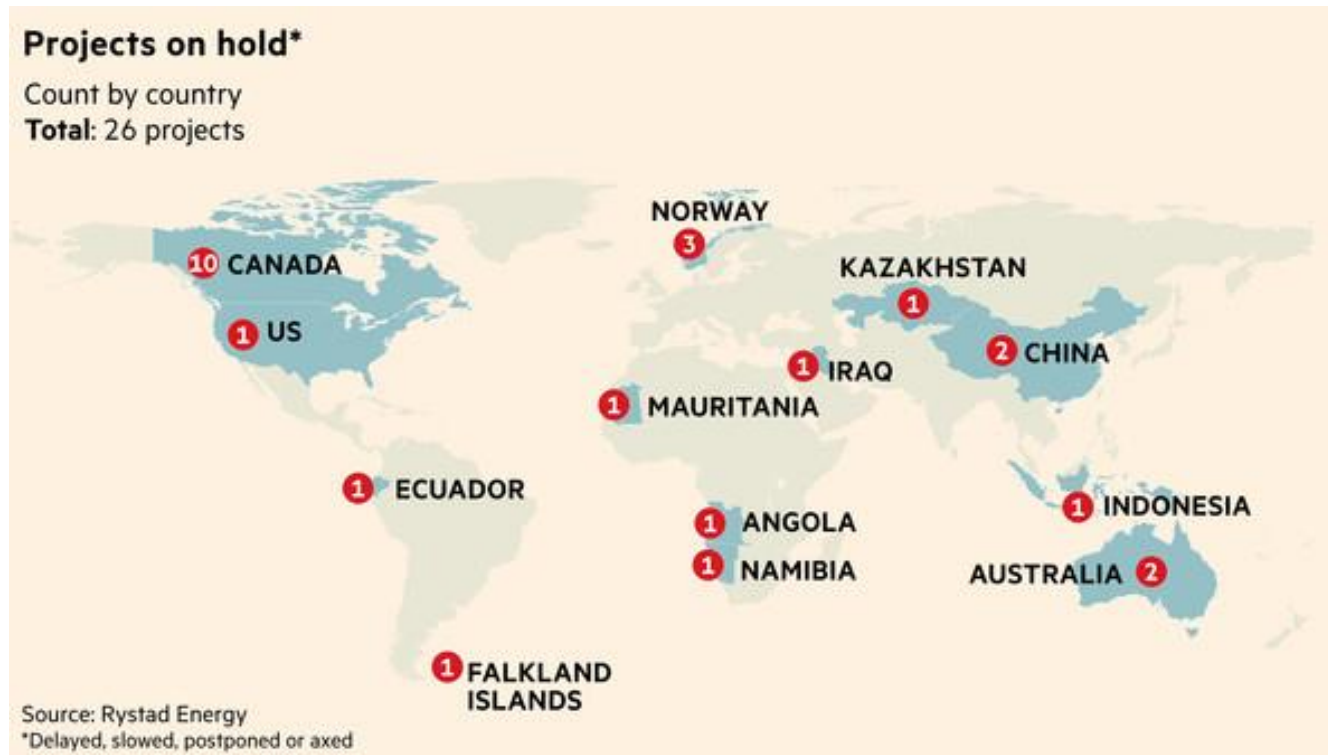 Projects on hold*
Count by country
Total: 26 projects
NORWAY
3
KAZAKHSTAN
1
10 CANADA
1 US
2 CHINA
1 IRAQ
1 MAURITANIA
1 ECUADOR
1 INDONESIA
1 ANGOLA
1 NAMIBIA
AUSTRALIA 2
1 FALKLAND
ISLANDS
Source: Rystad Energy
*Delayed, slowed, postponed or axed